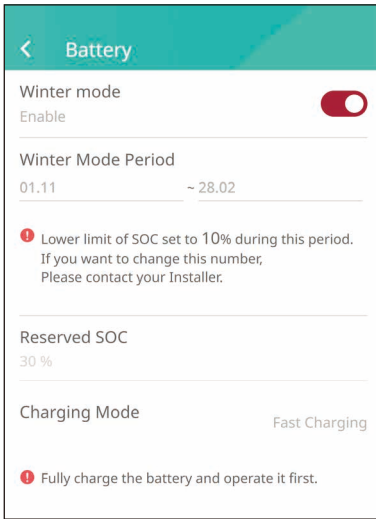 Battery
Winter mode
Enable
Winter Mode Period
01.11 ~ 28.02
Lower limit of SOC set to 10% during this period.
If you want to change this number,
Please contact your Installer.
Reserved SOC
30 %
Charging Mode
Fast Charging
Fully charge the battery and operate it first.